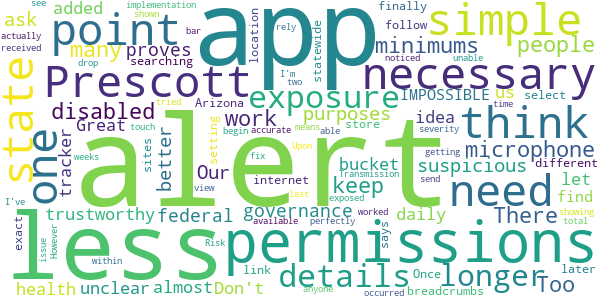 see implementation shown added app finally simple
ask point bar follow
actually many proves drop location statewide minimums people
received searching rely noticed unable
state Prescott I'm two necessary
disabled Arizona exposure IMPOSSIBLE us select
Great work purposes store time severity
one tracker sites better setting tried touch alert begin accurate means able idea think microphone
Our internet fix Upon getting bucket suspicious different let
weeks view last exposed keep Transmission send need find
trustworthy federal governance available perfectly daily There showing total
exact issue However less within permissions Risk worked says longer
health unclear almost Don't link anyone details Once occurred breadcrumbs Too later
I've